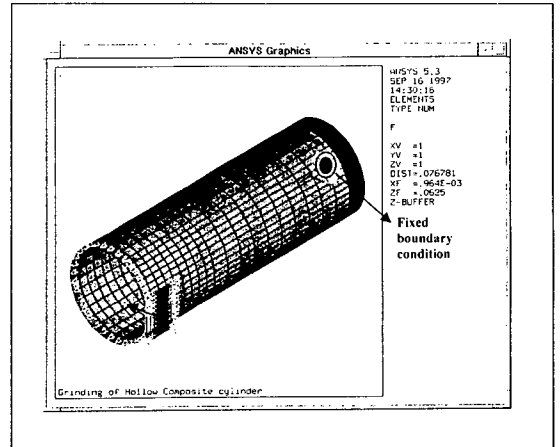 ANSYS Graphics
ANSYS 5.3
SEP 16 1997
14:30:16
ELEMENTS
TYPE NUM
F
XV =1
YV =1
ZV =1
DIST=.076781
XF =.964E-03
ZF =.0625
Z-BUFFER
Fixed
boundary
condition
Grinding of Hollow Composite cylinder